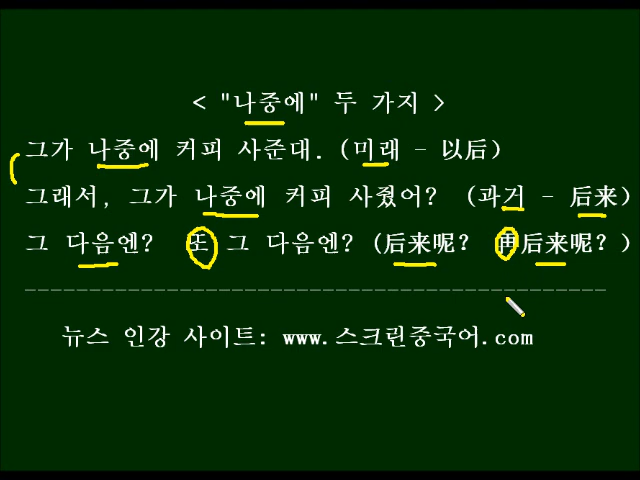 < "나중에" 두 가지 >
그가 나중에 커피 사준대. (미래 - 以后)
그래서, 그가 나중에 커피 사줬어? (과거 - 后来)
그 다음엔? 또 그 다음엔? (后来呢? 再后来呢?)
뉴스 인강 사이트: www.스크린중국어.com